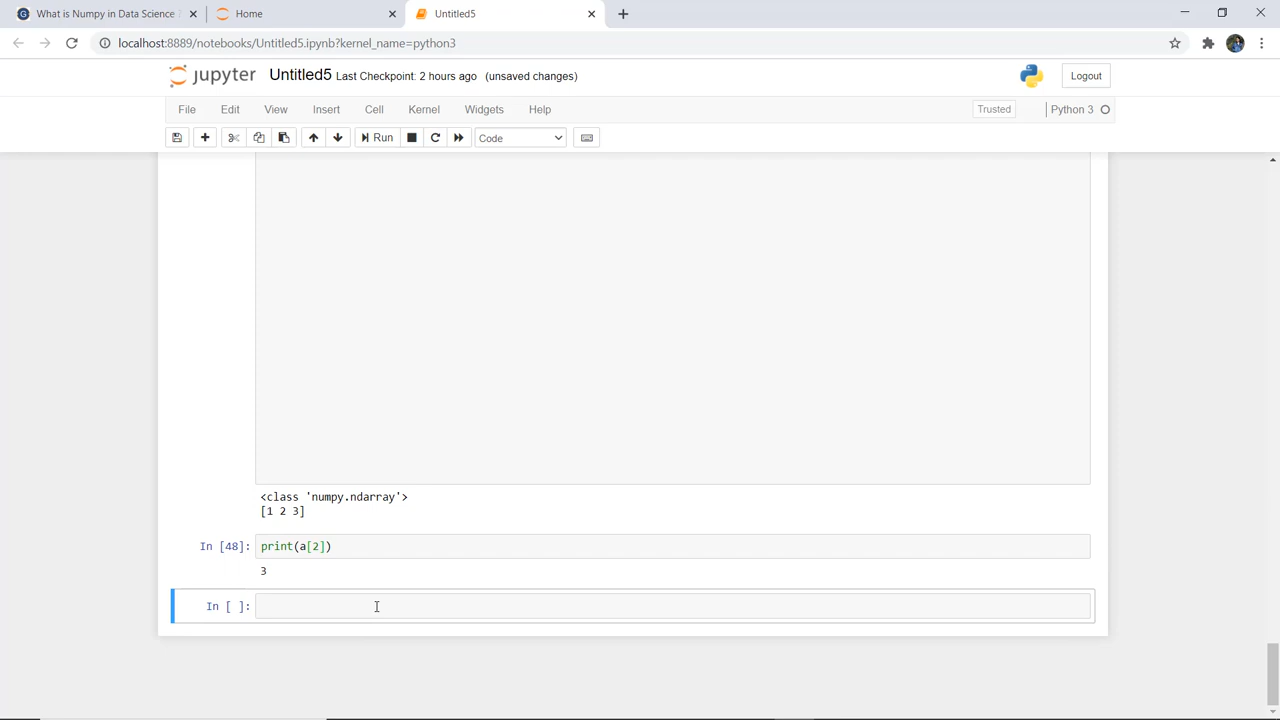 What is Numpy in Data Science
Home
Untitled5
localhost:8889/notebooks/Untitled5.ipynb?kernel_name=python3
jupyter Untitled5 Last Checkpoint: 2 hours ago (unsaved changes)
Logout
File Edit View Insert Cell Kernel Widgets Help
Trusted
Python 3
Run
Code
<class 'numpy.ndarray'>
[1 2 3]
In [48]: print(a[2])
3
In [ ]: